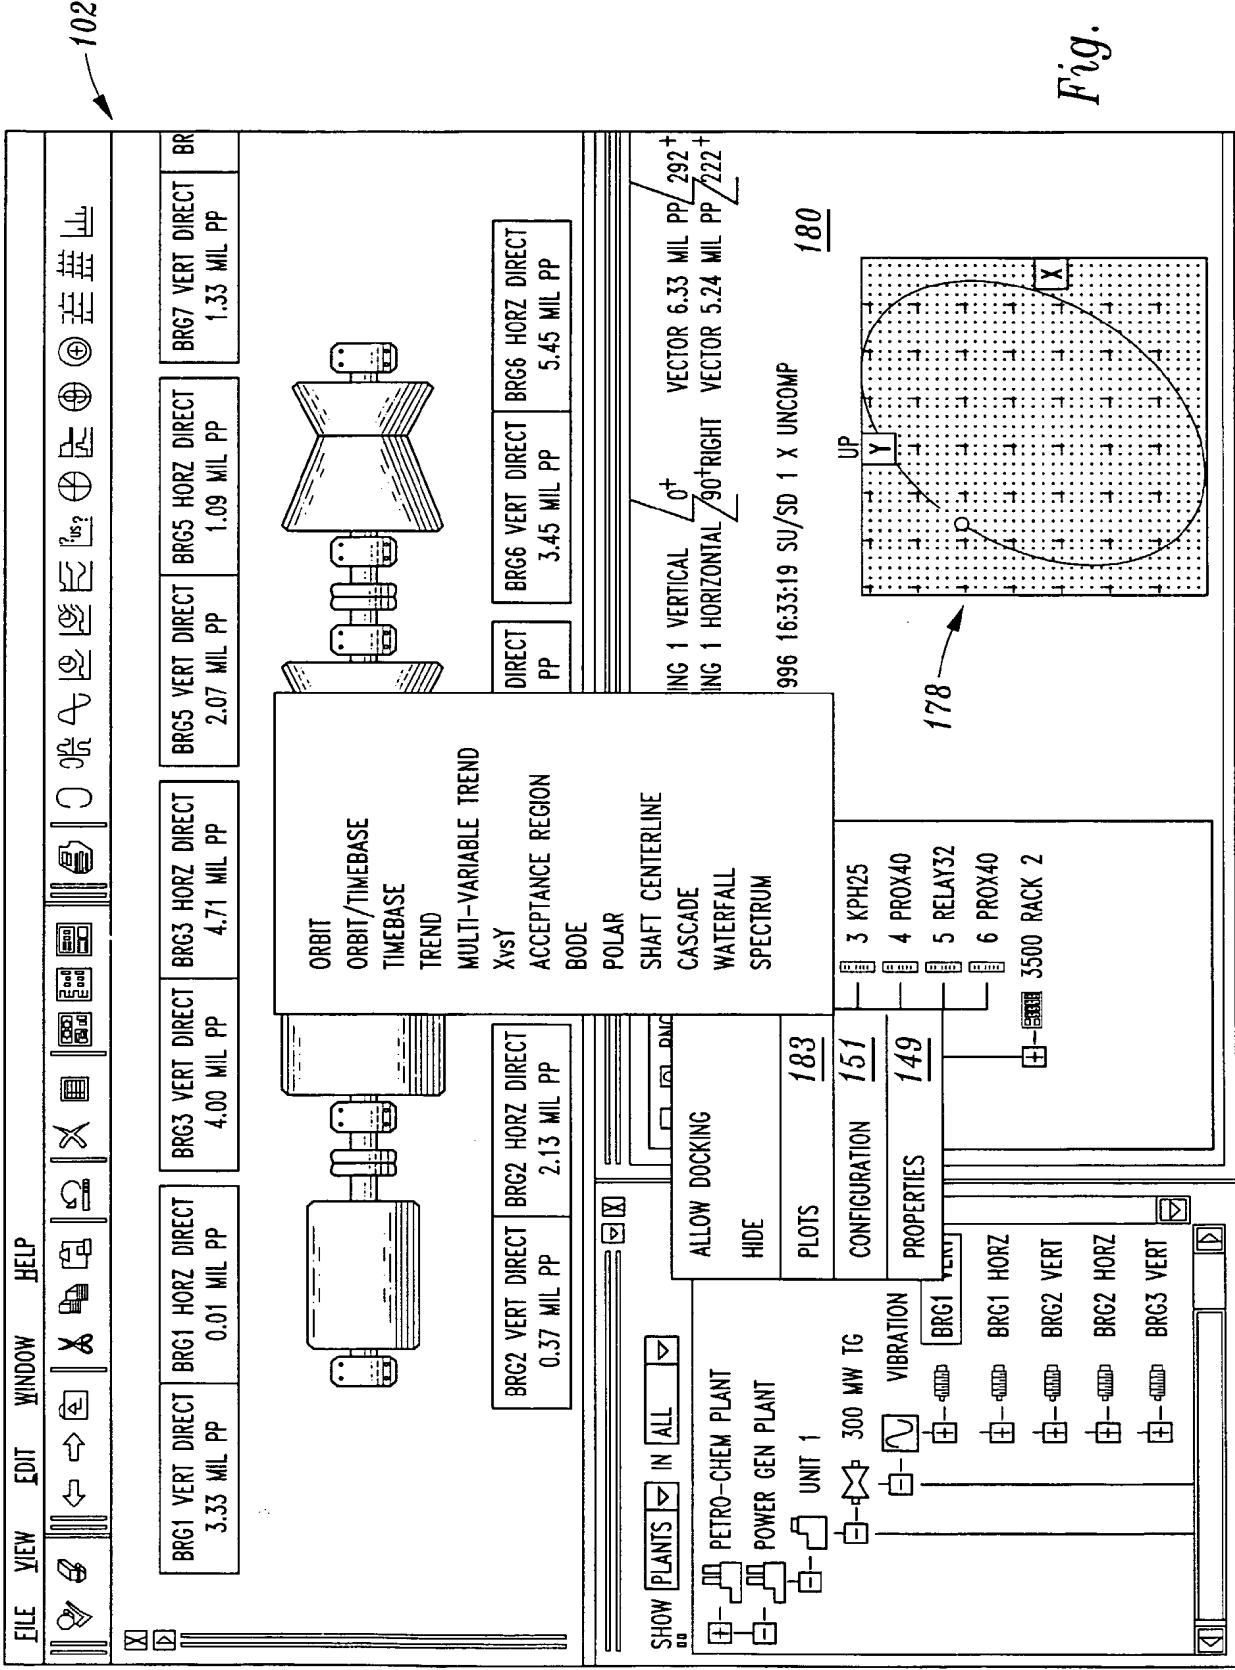 102
FILE VIEW EDIT WINDOW HELP
?us?
BRG1 VERT DIRECT
3.33 MIL PP
BRG1 HORZ DIRECT
0.01 MIL PP
BRG3 VERT DIRECT
4.00 MIL PP
BRG3 HORZ DIRECT
4.71 MIL PP
BRG5 VERT DIRECT
2.07 MIL PP
BRG5 HORZ DIRECT
1.09 MIL PP
BRG7 VERT DIRECT
1.33 MIL PP
BR
BRG2 VERT DIRECT
0.37 MIL PP
BRG2 HORZ DIRECT
2.13 MIL PP
DIRECT
PP
BRG6 VERT DIRECT
3.45 MIL PP
BRG6 HORZ DIRECT
5.45 MIL PP
ORBIT
ORBIT/TIMEBASE
TIMEBASE
TREND
MULTI-VARIABLE TREND
XvsY
ACCEPTANCE REGION
BODE
POLAR
SHAFT CENTERLINE
CASCADE
WATERFALL
SPECTRUM
ALLOW DOCKING
HIDE
PLOTS 183
CONFIGURATION 151
PROPERTIES 149
SHOW PLANTS IN ALL
PETRO-CHEM PLANT
POWER GEN PLANT
UNIT 1
300 MW TG
VIBRATION
BRG1 VERT
BRG1 HORZ
BRG2 VERT
BRG2 HORZ
BRG3 VERT
3 KPH25
4 PROX40
5 RELAY32
6 PROX40
3500 RACK 2
ING 1 VERTICAL 0+ VECTOR 6.33 MIL PP 292+
ING 1 HORIZONTAL 90+RIGHT VECTOR 5.24 MIL PP 222+
996 16:33:19 SU/SD 1 X UNCOMP
180
UP
Y
X
178
Fig.